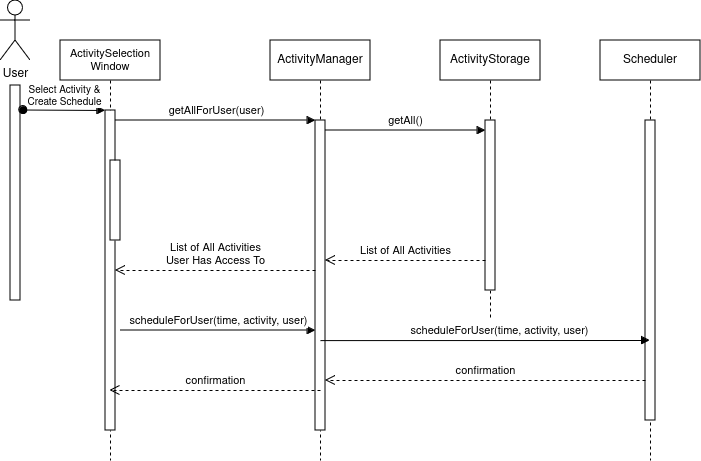 ActivitySelection
Window
ActivityManager
ActivityStorage
Scheduler
User
Select Activity &
Create Schedule
getAllForUser(user)
getAll()
List of All Activities
User Has Access To
List of All Activities
scheduleForUser(time, activity, user)
scheduleForUser(time, activity, user)
confirmation
confirmation